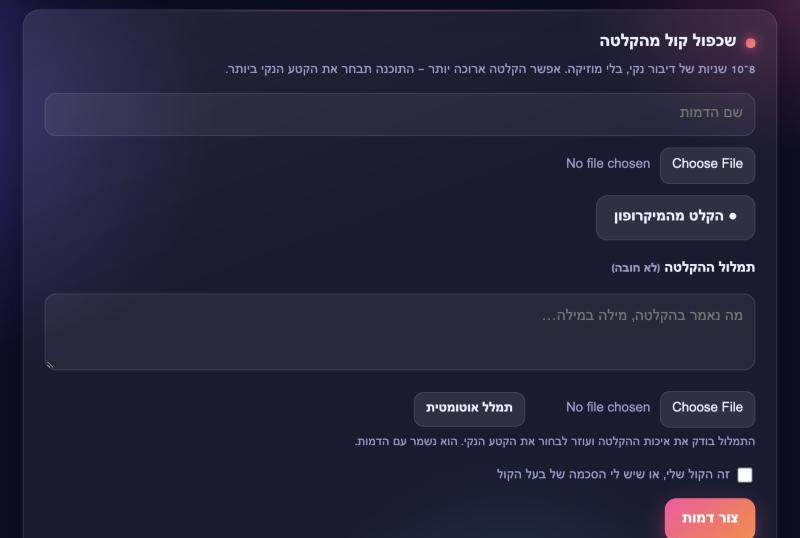 שכפול קול מהקלטה
8־10 שניות של דיבור נקי, בלי מוזיקה. אפשר הקלטה ארוכה יותר – התוכנה תבחר את הקטע הנקי ביותר.
שם הדמות
Choose File No file chosen
● הקלט מהמיקרופון
תמלול ההקלטה (לא חובה)
מה נאמר בהקלטה, מילה במילה…
Choose File No file chosen תמלל אוטומטית
התמלול בודק את איכות ההקלטה ועוזר לבחור את הקטע הנקי. הוא נשמר עם הדמות.
זה הקול שלי, או שיש לי הסכמה של בעל הקול
צור דמות